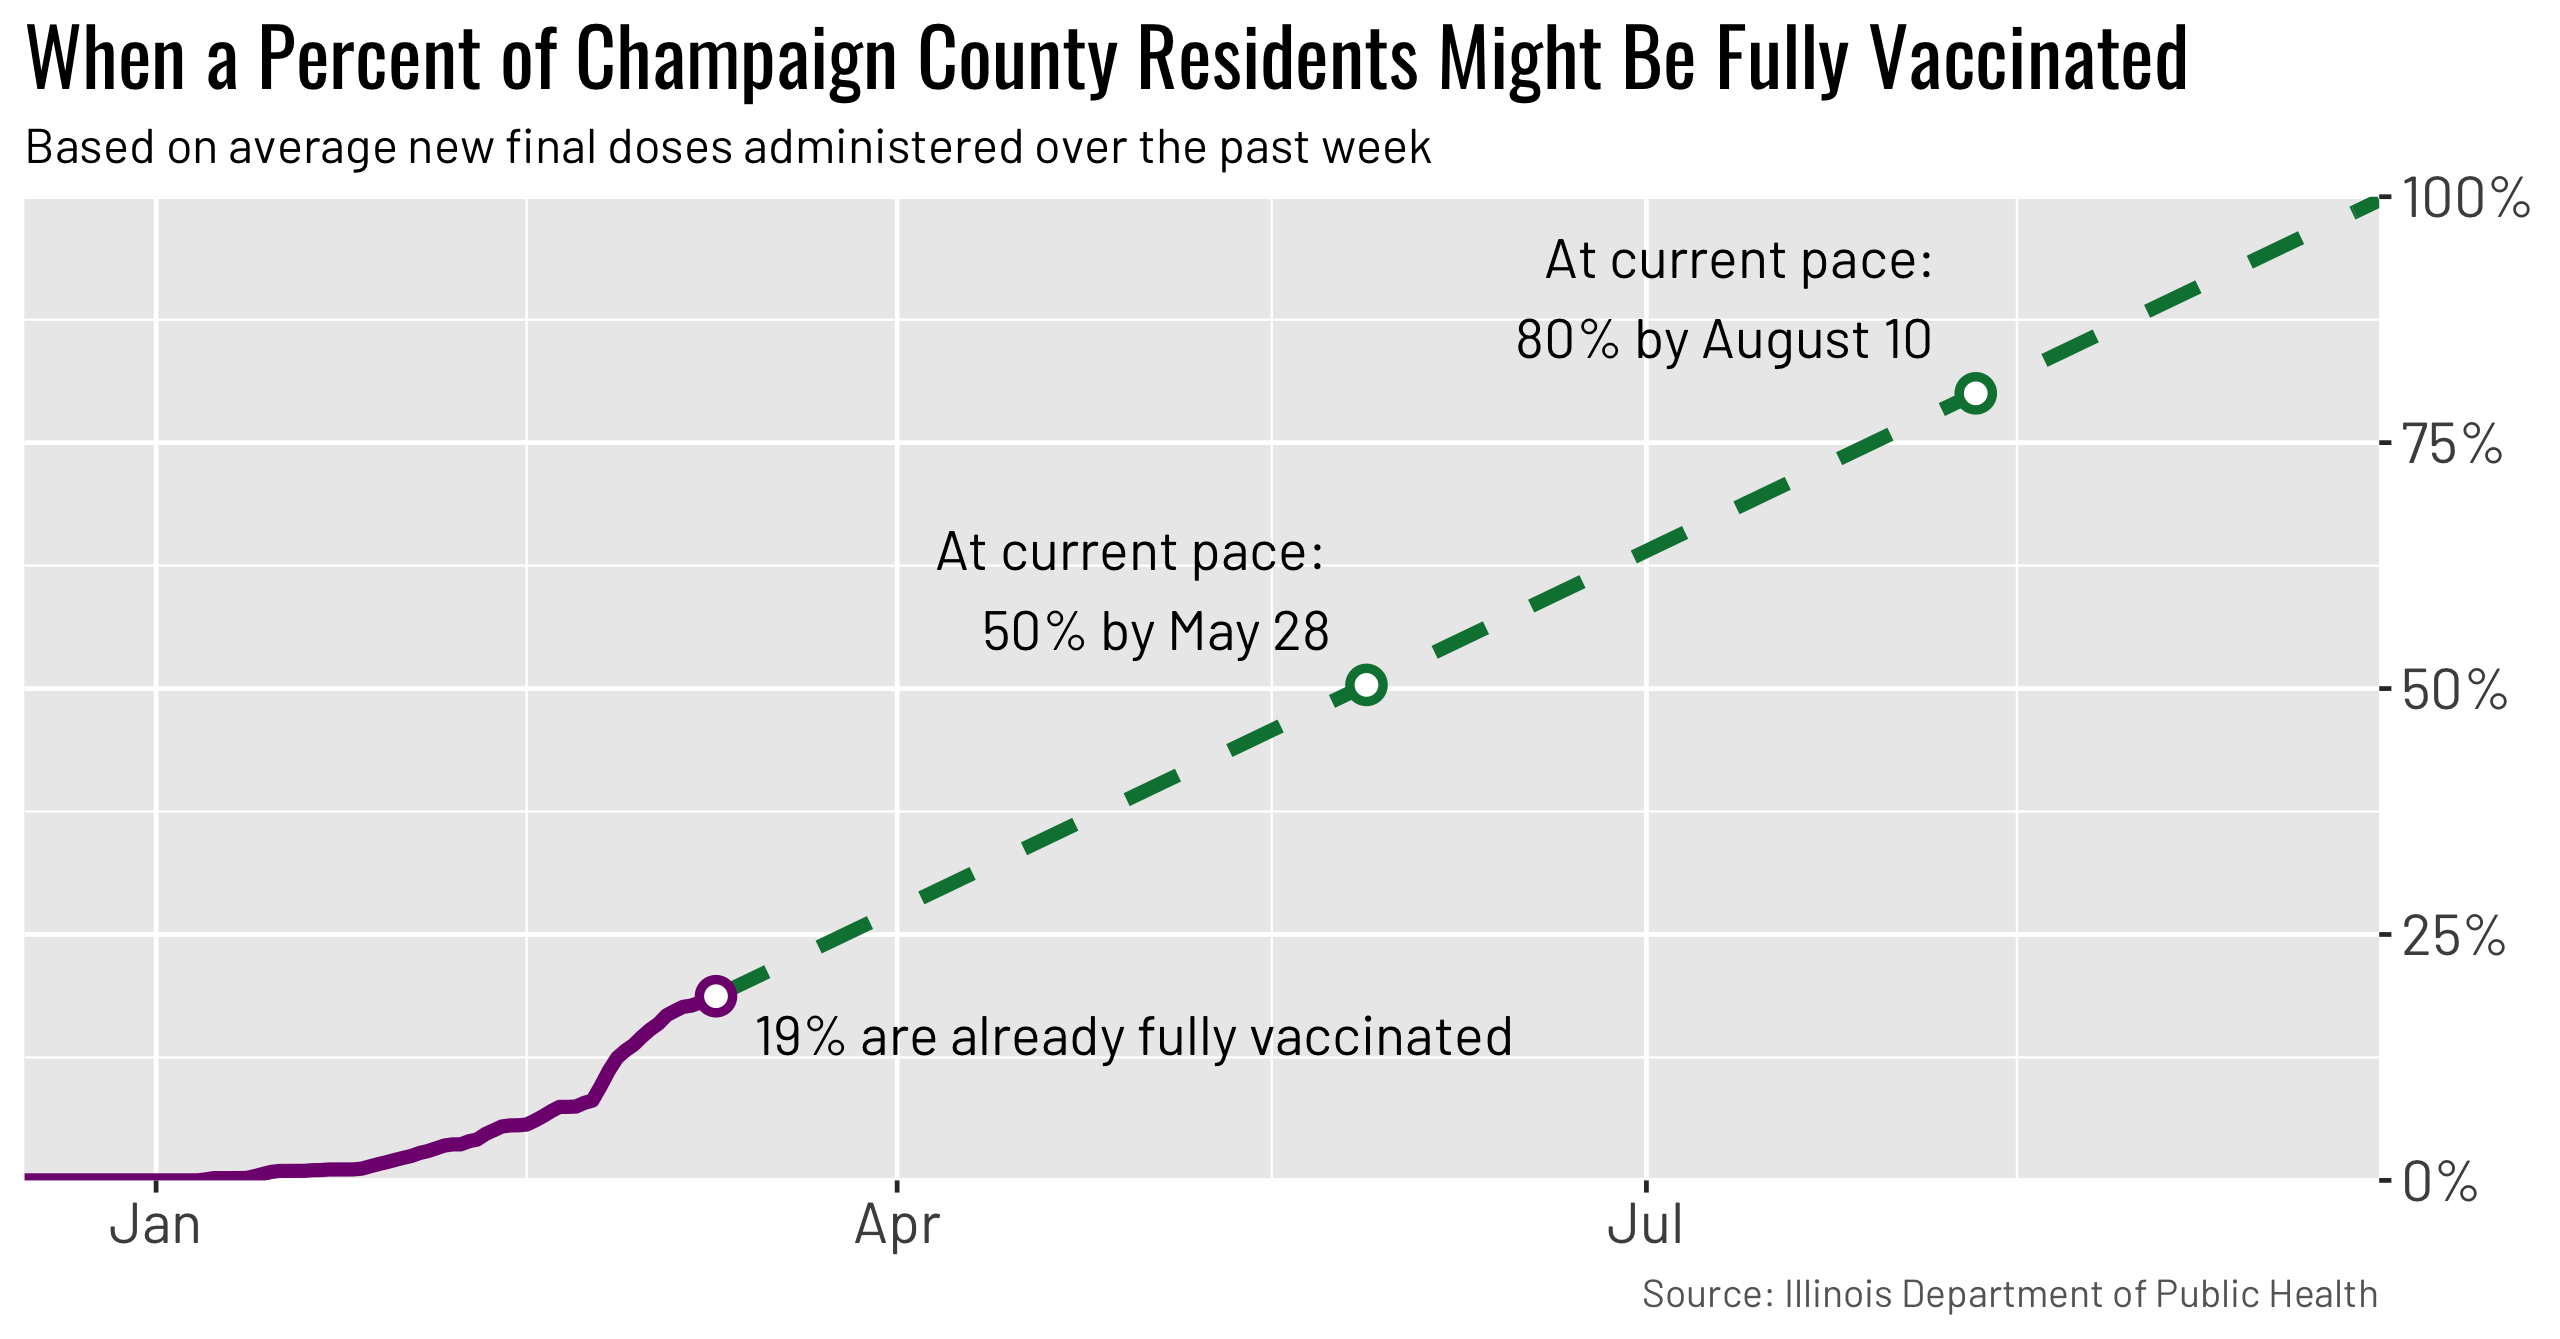 When a Percent of Champaign County Residents Might Be Fully Vaccinated
Based on average new final doses administered over the past week
100%
At current pace:
80% by August 10
75%
At current pace:
50% by May 28
50%
25%
19% are already fully vaccinated
0%
Jan
Apr
Jul
Source: Illinois Department of Public Health